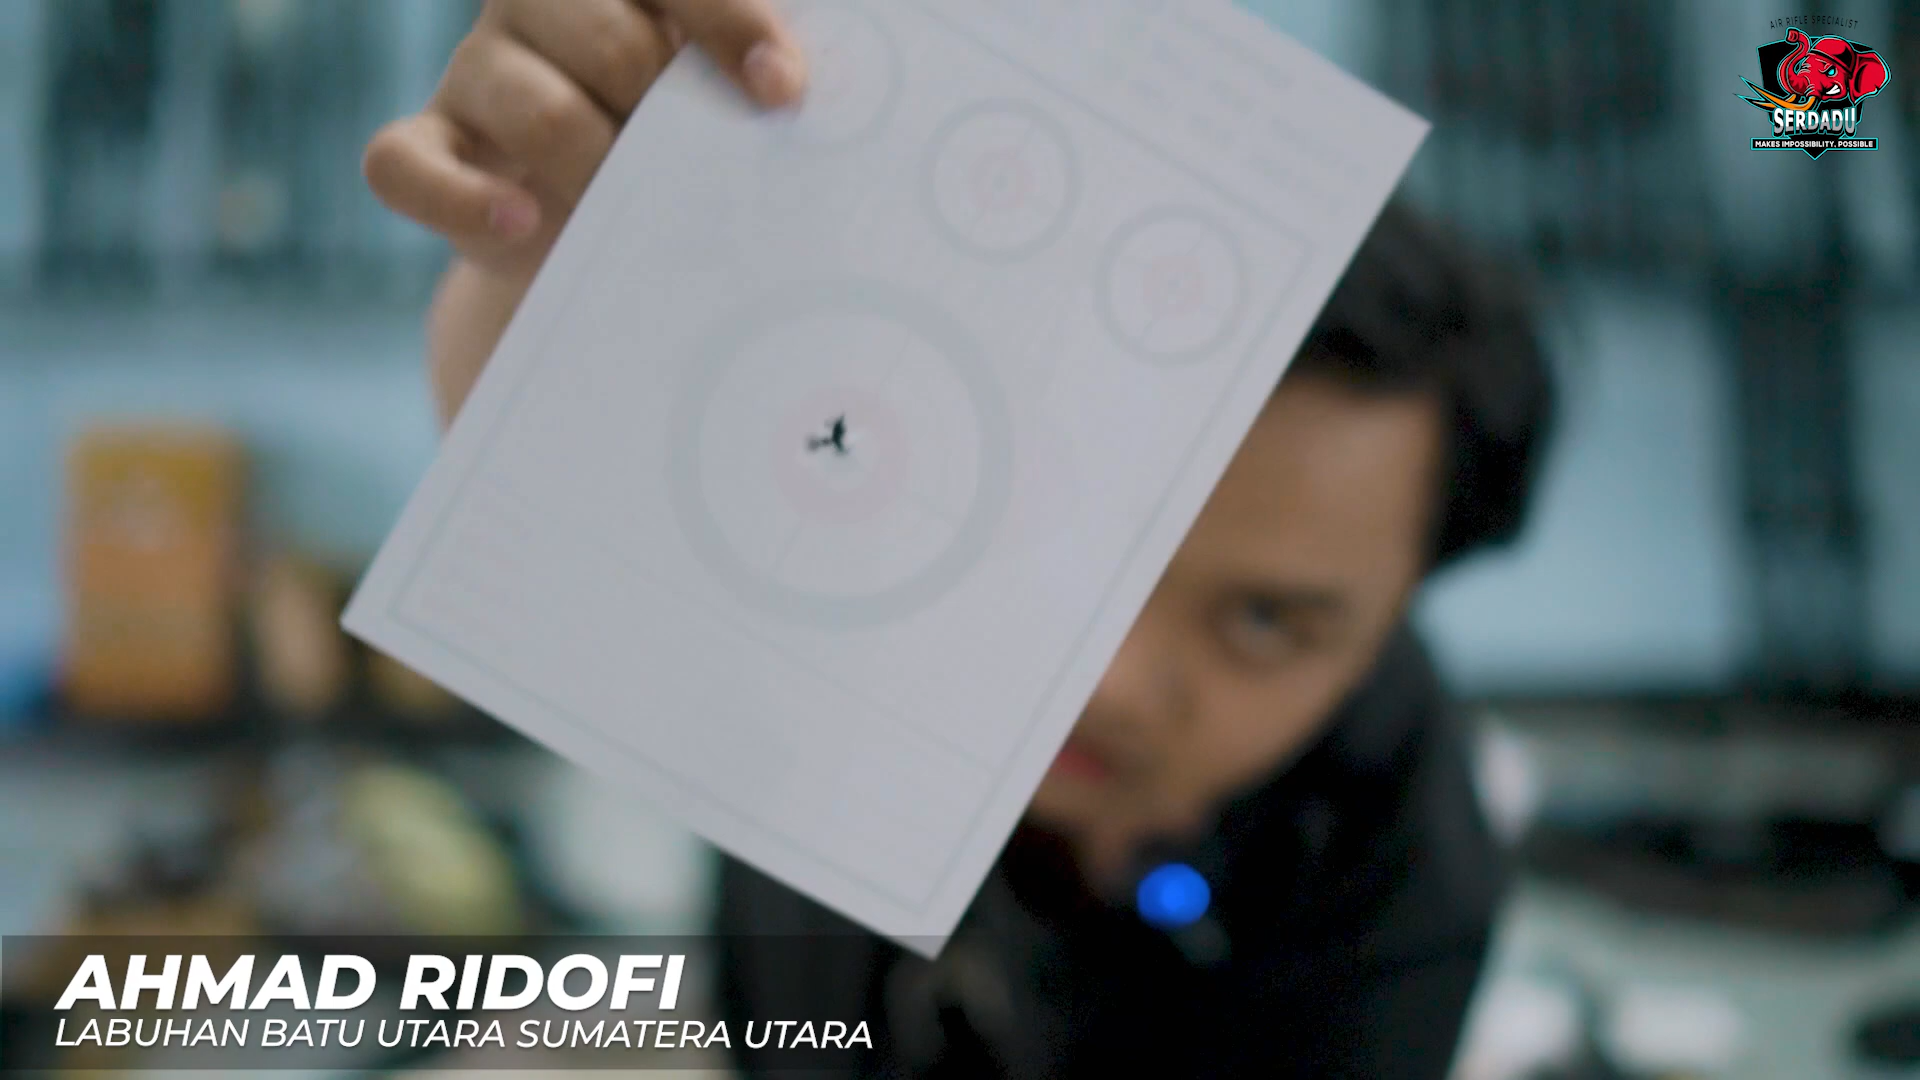 AIR RIFLE SPECIALIST
SERDADU
MAKES IMPOSSIBILITY, POSSIBLE
AHMAD RIDOFI
LABUHAN BATU UTARA SUMATERA UTARA